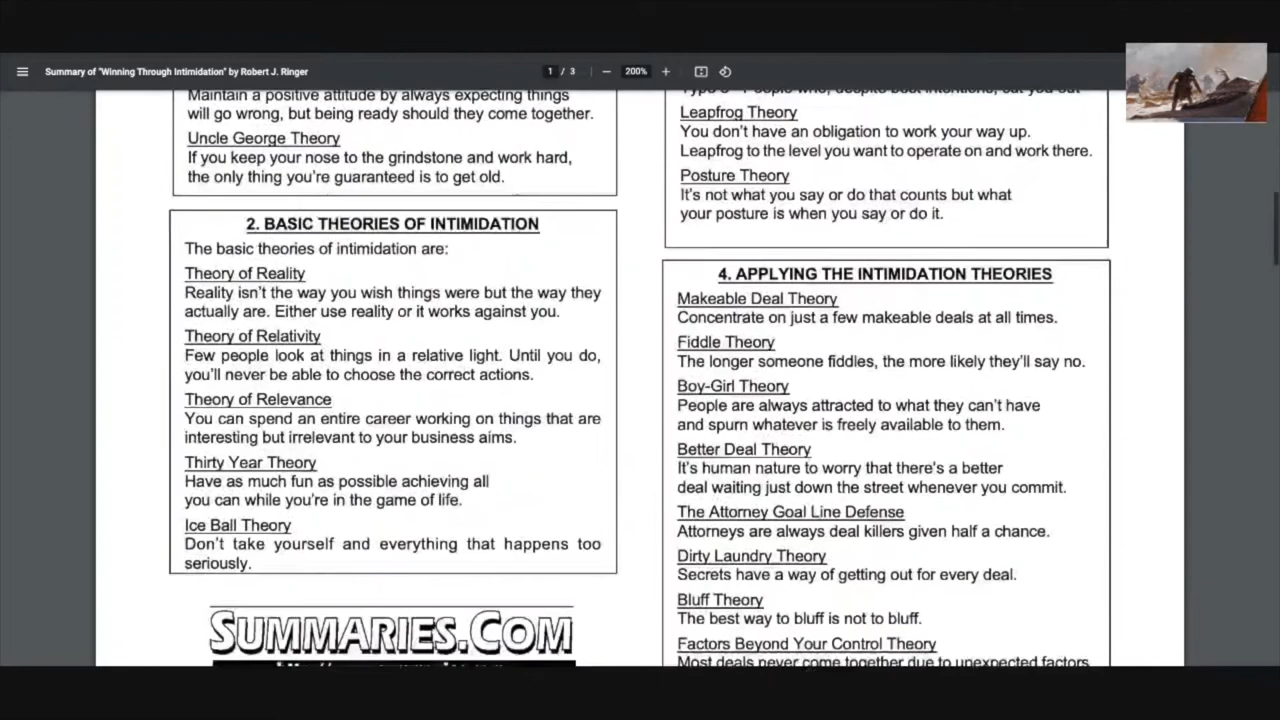 Summary of "Winning Through Intimidation" by Robert J. Ringer
1 / 3
200%
Maintain a positive attitude by always expecting things
will go wrong, but being ready should they come together.
Uncle George Theory
If you keep your nose to the grindstone and work hard,
the only thing you're guaranteed is to get old.
2. BASIC THEORIES OF INTIMIDATION
The basic theories of intimidation are:
Theory of Reality
Reality isn't the way you wish things were but the way they
actually are. Either use reality or it works against you.
Theory of Relativity
Few people look at things in a relative light. Until you do,
you'll never be able to choose the correct actions.
Theory of Relevance
You can spend an entire career working on things that are
interesting but irrelevant to your business aims.
Thirty Year Theory
Have as much fun as possible achieving all
you can while you're in the game of life.
Ice Ball Theory
Don't take yourself and everything that happens too
seriously.
SUMMARIES.COM
Leapfrog Theory
You don't have an obligation to work your way up.
Leapfrog to the level you want to operate on and work there.
Posture Theory
It's not what you say or do that counts but what
your posture is when you say or do it.
4. APPLYING THE INTIMIDATION THEORIES
Makeable Deal Theory
Concentrate on just a few makeable deals at all times.
Fiddle Theory
The longer someone fiddles, the more likely they'll say no.
Boy-Girl Theory
People are always attracted to what they can't have
and spurn whatever is freely available to them.
Better Deal Theory
It's human nature to worry that there's a better
deal waiting just down the street whenever you commit.
The Attorney Goal Line Defense
Attorneys are always deal killers given half a chance.
Dirty Laundry Theory
Secrets have a way of getting out for every deal.
Bluff Theory
The best way to bluff is not to bluff.
Factors Beyond Your Control Theory
Most deals never come together due to unexpected factors